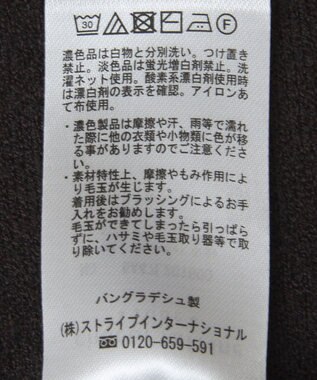 30
F
濃色品は白物と分別洗い。つけ置き
禁止。淡色品は蛍光増白剤禁止。洗
濯ネット使用。酸素系漂白剤使用時
は漂白剤の表示を確認。アイロンあ
て布使用。
・濃色製品は摩擦や汗、雨等で濡れ
た際に他の衣類や小物類に色が移
る事がありますのでご注意くださ
い。
・素材特性上、摩擦やもみ作用によ
り毛玉が生じます。
着用後はブラッシングによるお手
入れをお勧めします。
毛玉ができてしまったら引っぱら
ずに、ハサミや毛玉取り器等で取
り除いてください。
バングラデシュ製
(株)ストライプインターナショナル
0120-659-591